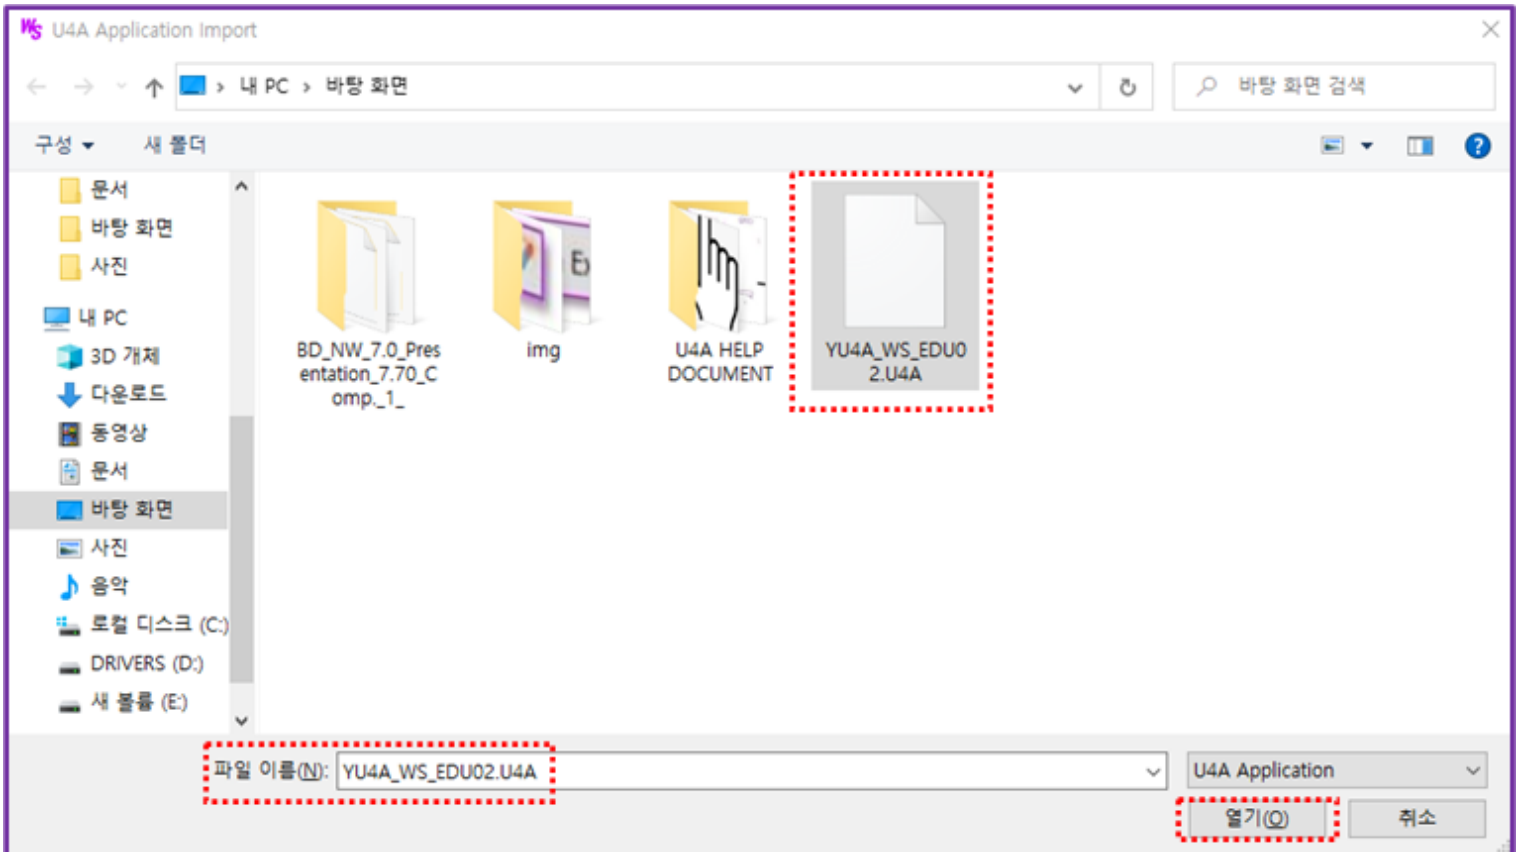 WS U4A Application Import
내 PC › 바탕 화면
바탕 화면 검색
구성
새 폴더
문서
바탕 화면
사진
내 PC
3D 개체
다운로드
동영상
문서
바탕 화면
사진
음악
로컬 디스크 (C:)
DRIVERS (D:)
새 볼륨 (E:)
BD_NW_7.0_Pres
entation_7.70_C
omp._1_
img
U4A HELP
DOCUMENT
YU4A_WS_EDU0
2.U4A
파일 이름(N):
YU4A_WS_EDU02.U4A
U4A Application
열기(O)
취소